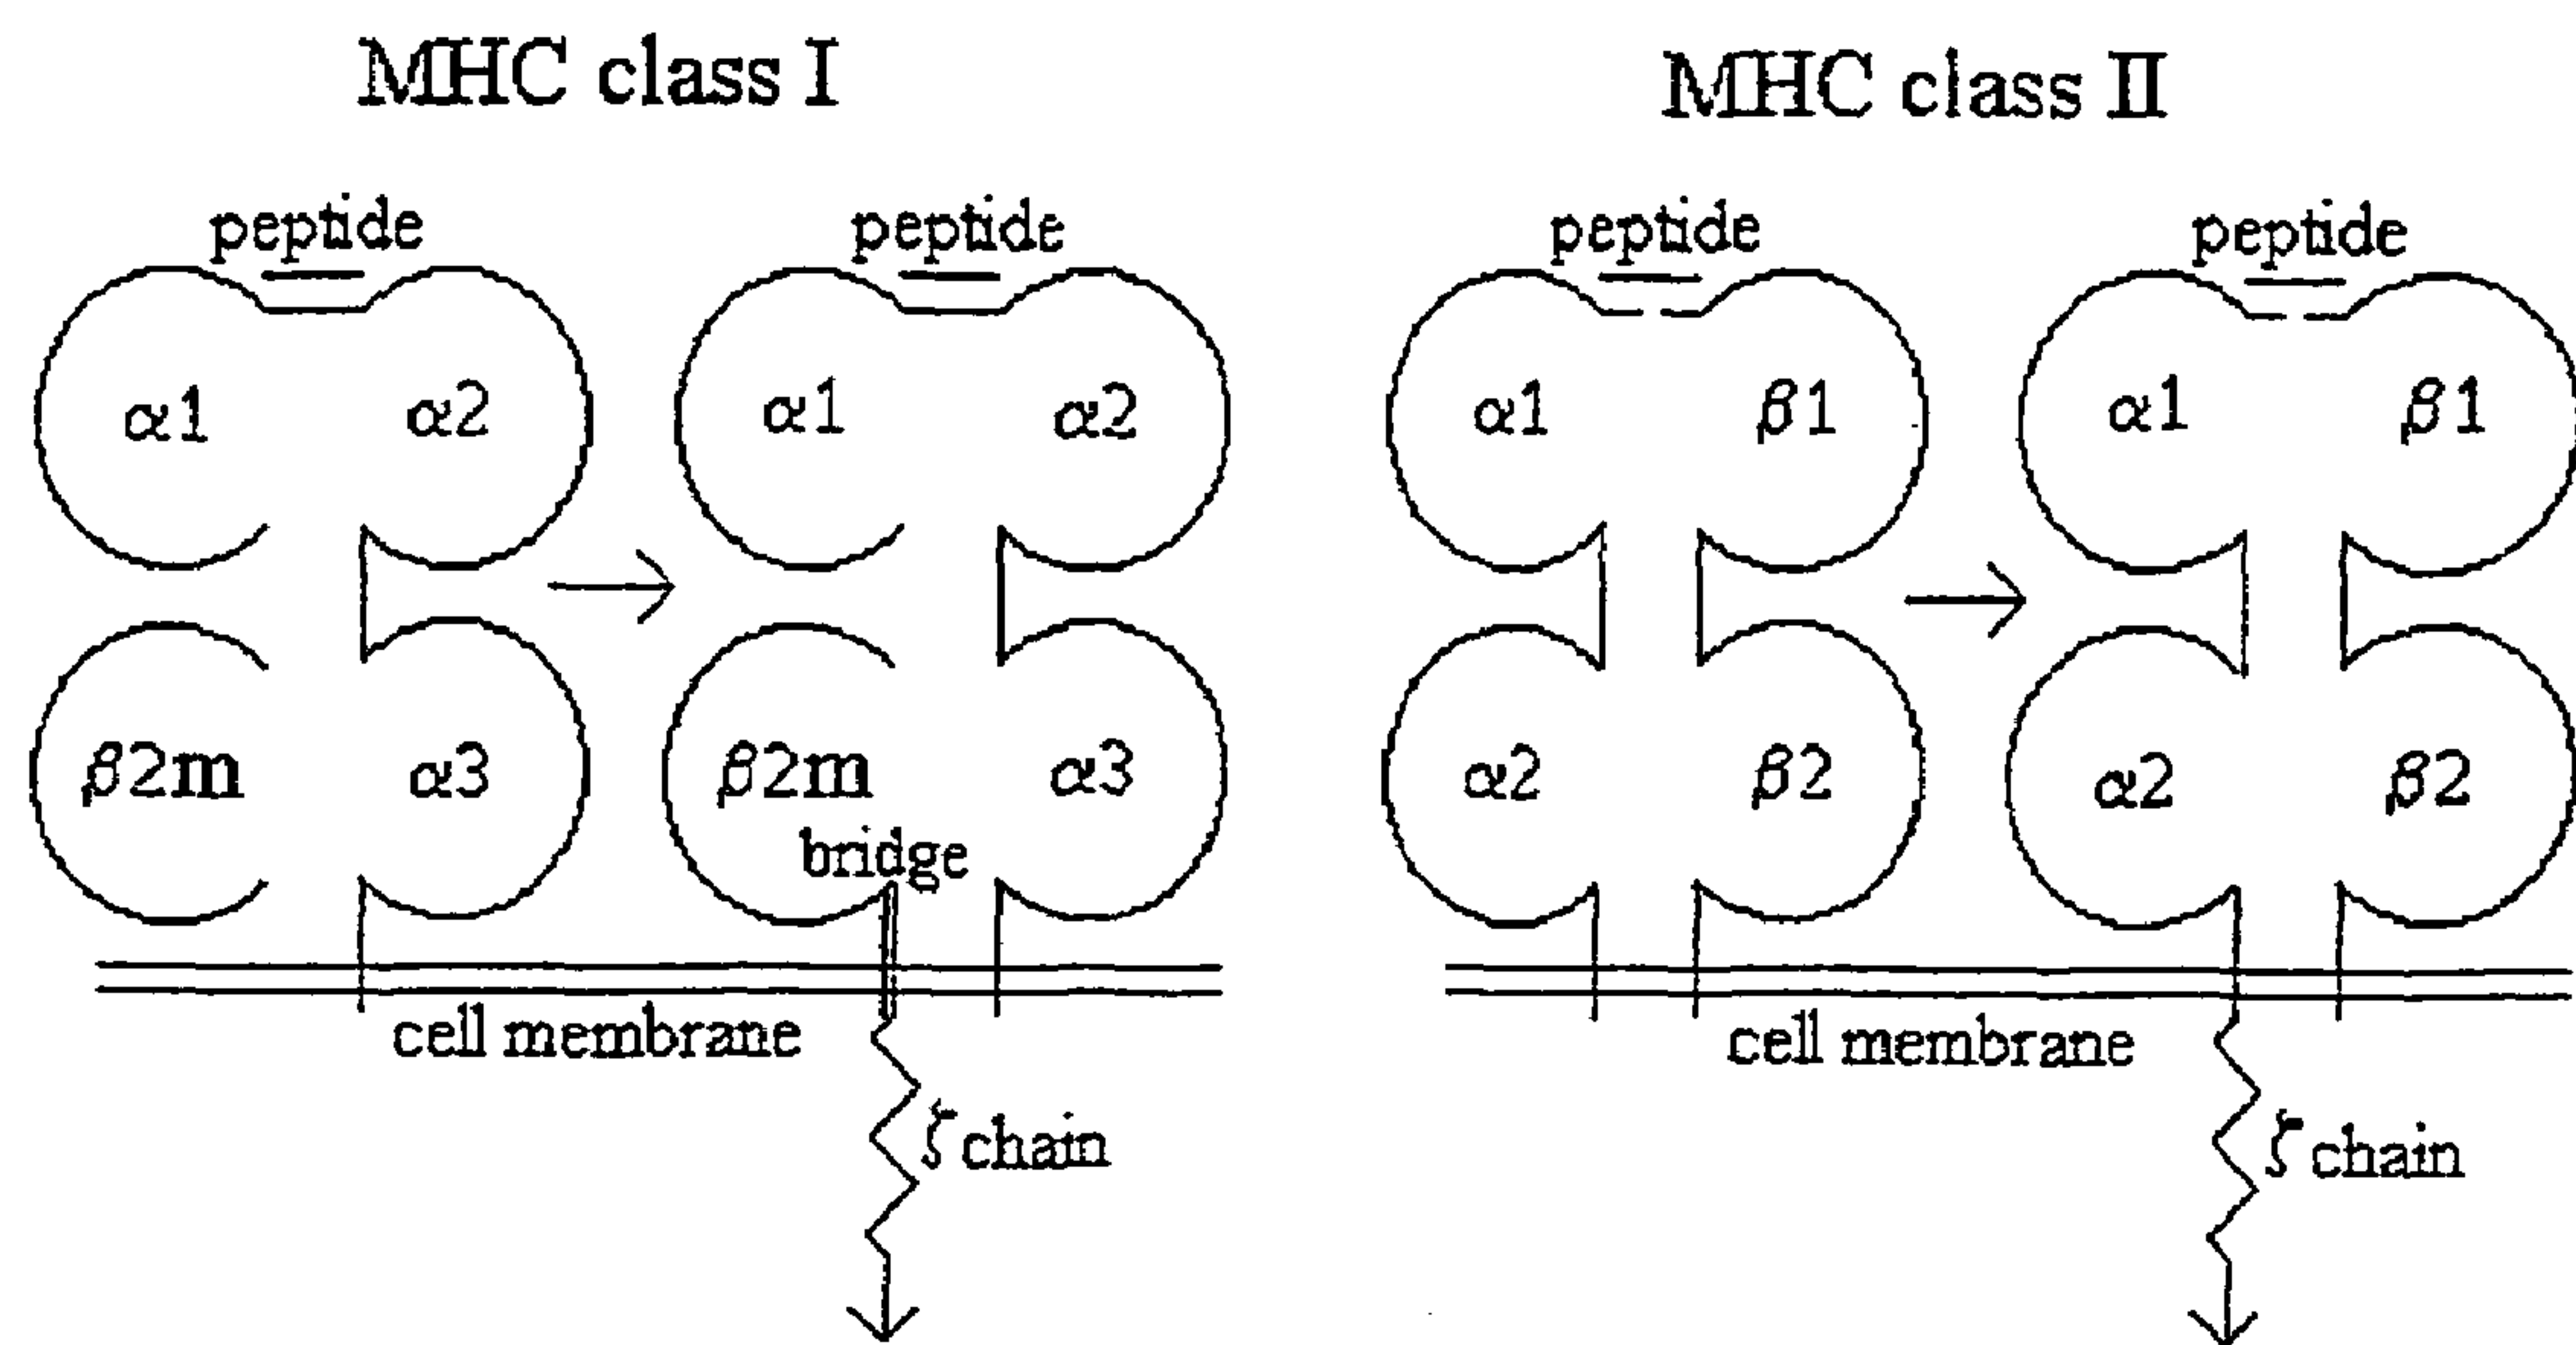 MHC class I
MHC class II
peptide
peptide
peptide
peptide
α1
α2
α1
α2
α1
β1
α1
β1
β2m
α3
β2m
α3
α2
β2
α2
β2
bridge
cell membrane
cell membrane
ζ chain
ζ chain